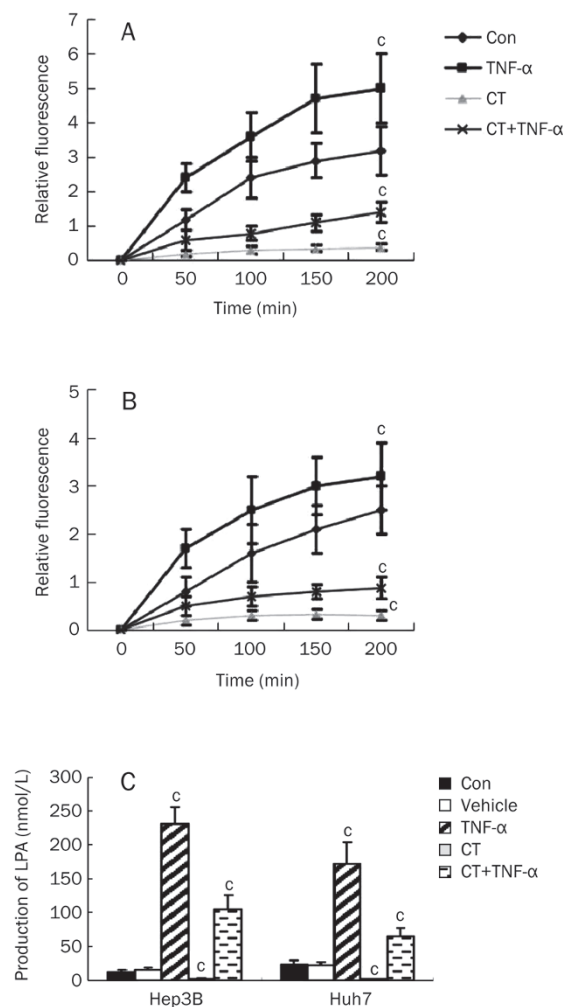 A
7
6
5
4
3
2
1
0
Relative fluorescence
c
c
c
0 50 100 150 200
Time (min)
Con
TNF-α
CT
CT+TNF-α
B
5
4
3
2
1
0
Relative fluorescence
c
c
c
0 50 100 150 200
Time (min)
C
300
250
200
150
100
50
0
Production of LPA (nmol/L)
c
c
c
c
c
c
Hep3B Huh7
Con
Vehicle
TNF-α
CT
CT+TNF-α